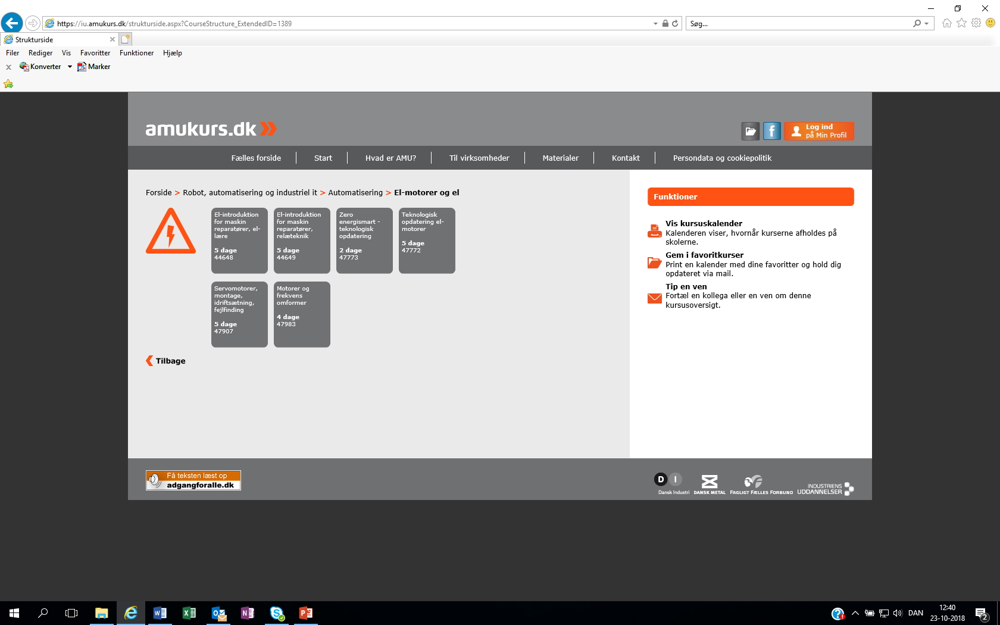 https://iu.amukurs.dk/strukturside.aspx?CourseStructure_ExtendedID=1389
Søg...
Strukturside
Filer Rediger Vis Favoritter Funktioner Hjælp
x Konverter Marker
amukurs.dk
f
Log ind
på Min Profil
Fælles forside Start Hvad er AMU? Til virksomheder Materialer Kontakt Persondata og cookiepolitik
Forside > Robot, automatisering og industriel it > Automatisering > El-motorer og el
El-introduktion
for maskin
reparatører, el-
lære
5 dage
44648
El-introduktion
for maskin
reparatører,
relæteknik
5 dage
44649
Zero
energismart -
teknologisk
opdatering
2 dage
47773
Teknologisk
opdatering el-
motorer
5 dage
47772
Servomotorer,
montage,
idriftsætning,
fejlfinding
5 dage
47907
Motorer og
frekvens
omformer
4 dage
47983
Tilbage
Funktioner
Vis kursuskalender
Kalenderen viser, hvornår kurserne afholdes på
skolerne.
Gem i favoritkurser
Print en kalender med dine favoritter og hold dig
opdateret via mail.
Tip en ven
Fortæl en kollega eller en ven om denne
kursusoversigt.
Få teksten læst op
adgangforalle.dk
D I
Dansk Industri
DANSK METAL
FAGLIGT FÆLLES FORBUND
INDUSTRIENS
UDDANNELSER
DAN
12:40
23-10-2018
2